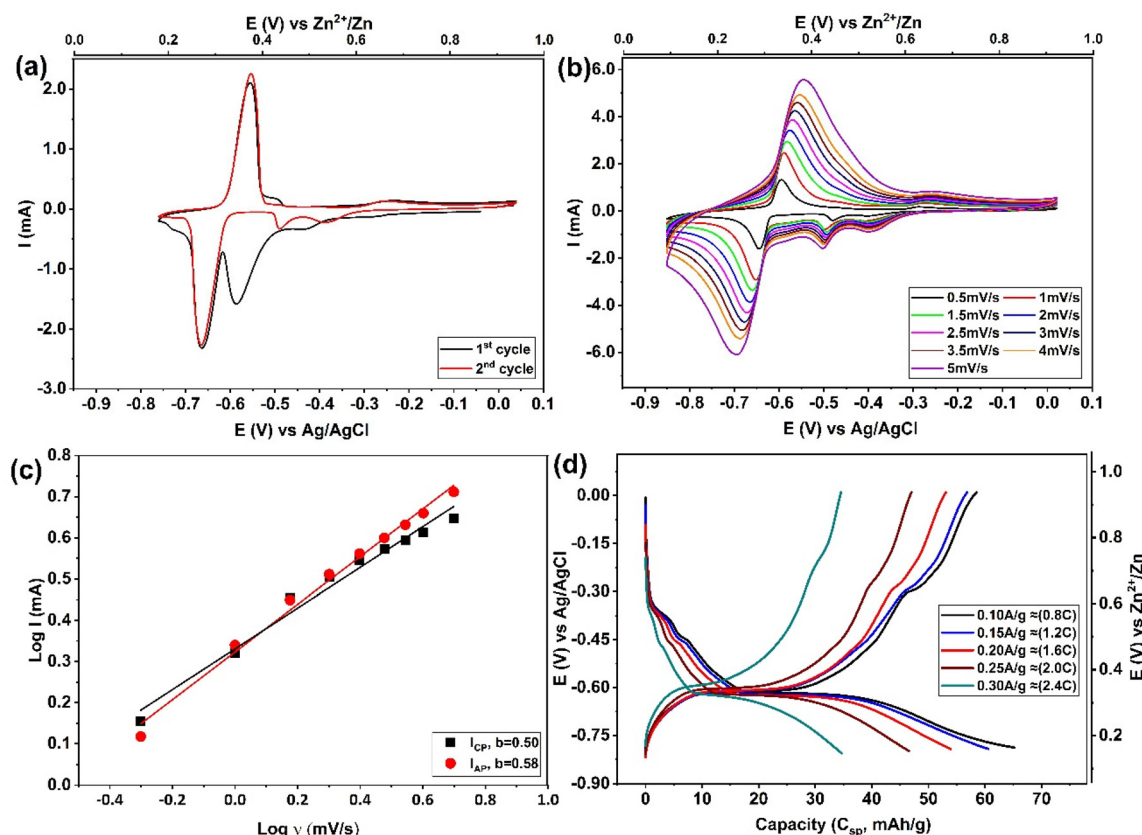 (a)
E (V) vs Zn²⁺/Zn
0.0 0.2 0.4 0.6 0.8 1.0
I (mA)
2.0
1.0
0.0
-1.0
-2.0
-3.0
1st cycle
2nd cycle
-0.9 -0.8 -0.7 -0.6 -0.5 -0.4 -0.3 -0.2 -0.1 0.0 0.1
E (V) vs Ag/AgCl
(b)
E (V) vs Zn²⁺/Zn
0.0 0.2 0.4 0.6 0.8 1.0
I (mA)
6.0
4.0
2.0
0.0
-2.0
-4.0
-6.0
0.5mV/s 1mV/s
1.5mV/s 2mV/s
2.5mV/s 3mV/s
3.5mV/s 4mV/s
5mV/s
-0.9 -0.8 -0.7 -0.6 -0.5 -0.4 -0.3 -0.2 -0.1 0.0 0.1
E (V) vs Ag/AgCl
(c)
Log I (mA)
0.8
0.7
0.6
0.5
0.4
0.3
0.2
0.1
0.0
I_CP, b=0.50
I_AP, b=0.58
-0.4 -0.2 0.0 0.2 0.4 0.6 0.8 1.0
Log ν (mV/s)
(d)
E (V) vs Ag/AgCl
0.00
-0.15
-0.30
-0.45
-0.60
-0.75
-0.90
0.10A/g ≈(0.8C)
0.15A/g ≈(1.2C)
0.20A/g ≈(1.6C)
0.25A/g ≈(2.0C)
0.30A/g ≈(2.4C)
1.0
0.8
0.6
0.4
0.2
E (V) vs Zn²⁺/Zn
0 10 20 30 40 50 60 70
Capacity (C_sp, mAh/g)